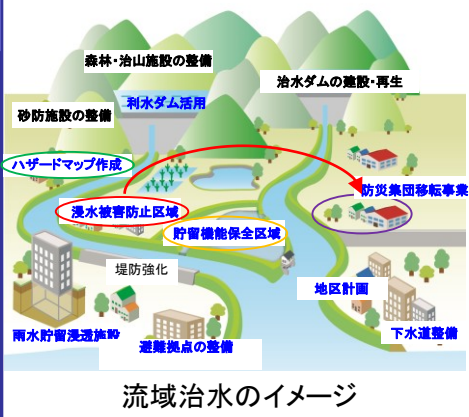 森林・治山施設の整備
治水ダムの建設・再生
利水ダム活用
砂防施設の整備
ハザードマップ作成
防災集団移転事業
浸水被害防止区域
貯留機能保全区域
堤防強化
地区計画
雨水貯留浸透施設
避難拠点の整備
下水道整備
流域治水のイメージ